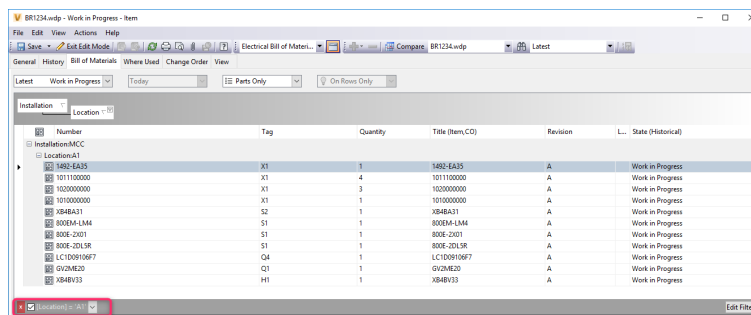 BR1234.wdp - Work in Progress - Item
File Edit View Actions Help
Save Exit Edit Mode Electrical Bill of Materi... Compare BR1234.wdp Latest
General History Bill of Materials Where Used Change Order View
Latest Work in Progress Today Parts Only On Rows Only
Installation
Location
Number Tag Quantity Title (Item,CO) Revision L... State (Historical)
Installation:MCC
Location:A1
1492-EA35 X1 1 1492-EA35 A Work in Progress
1011100000 X1 4 1011100000 A Work in Progress
1020000000 X1 3 1020000000 A Work in Progress
1010000000 X1 1 1010000000 A Work in Progress
XB4BA31 S2 1 XB4BA31 A Work in Progress
800EM-LM4 S1 1 800EM-LM4 A Work in Progress
800E-2X01 S1 1 800E-2X01 A Work in Progress
800E-2DL5R S1 1 800E-2DL5R A Work in Progress
LC1D09106F7 Q4 1 LC1D09106F7 A Work in Progress
GV2ME20 Q1 1 GV2ME20 A Work in Progress
XB4BV33 H1 1 XB4BV33 A Work in Progress
x [Location] = 'A1' Edit Filte